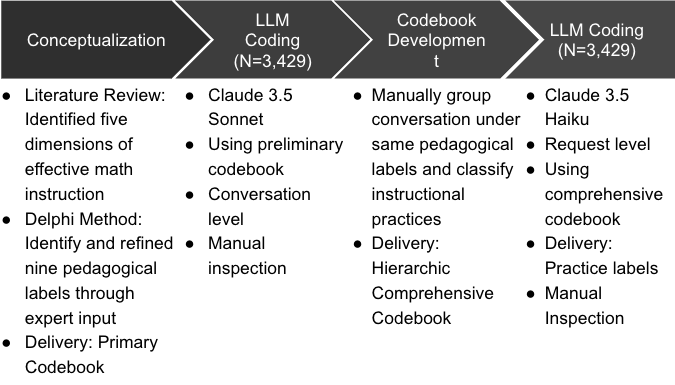 Conceptualization
LLM
Coding
(N=3,429)
Codebook
Developmen
t
LLM Coding
(N=3,429)
● Literature Review:
Identified five
dimensions of
effective math
instruction
● Delphi Method:
Identify and refined
nine pedagogical
labels through
expert input
● Delivery: Primary
Codebook
● Claude 3.5
Sonnet
● Using preliminary
codebook
● Conversation
level
● Manual
inspection
● Manually group
conversation under
same pedagogical
labels and classify
instructional
practices
● Delivery:
Hierarchic
Comprehensive
Codebook
● Claude 3.5
Haiku
● Request level
● Using
comprehensive
codebook
● Delivery:
Practice labels
● Manual
Inspection